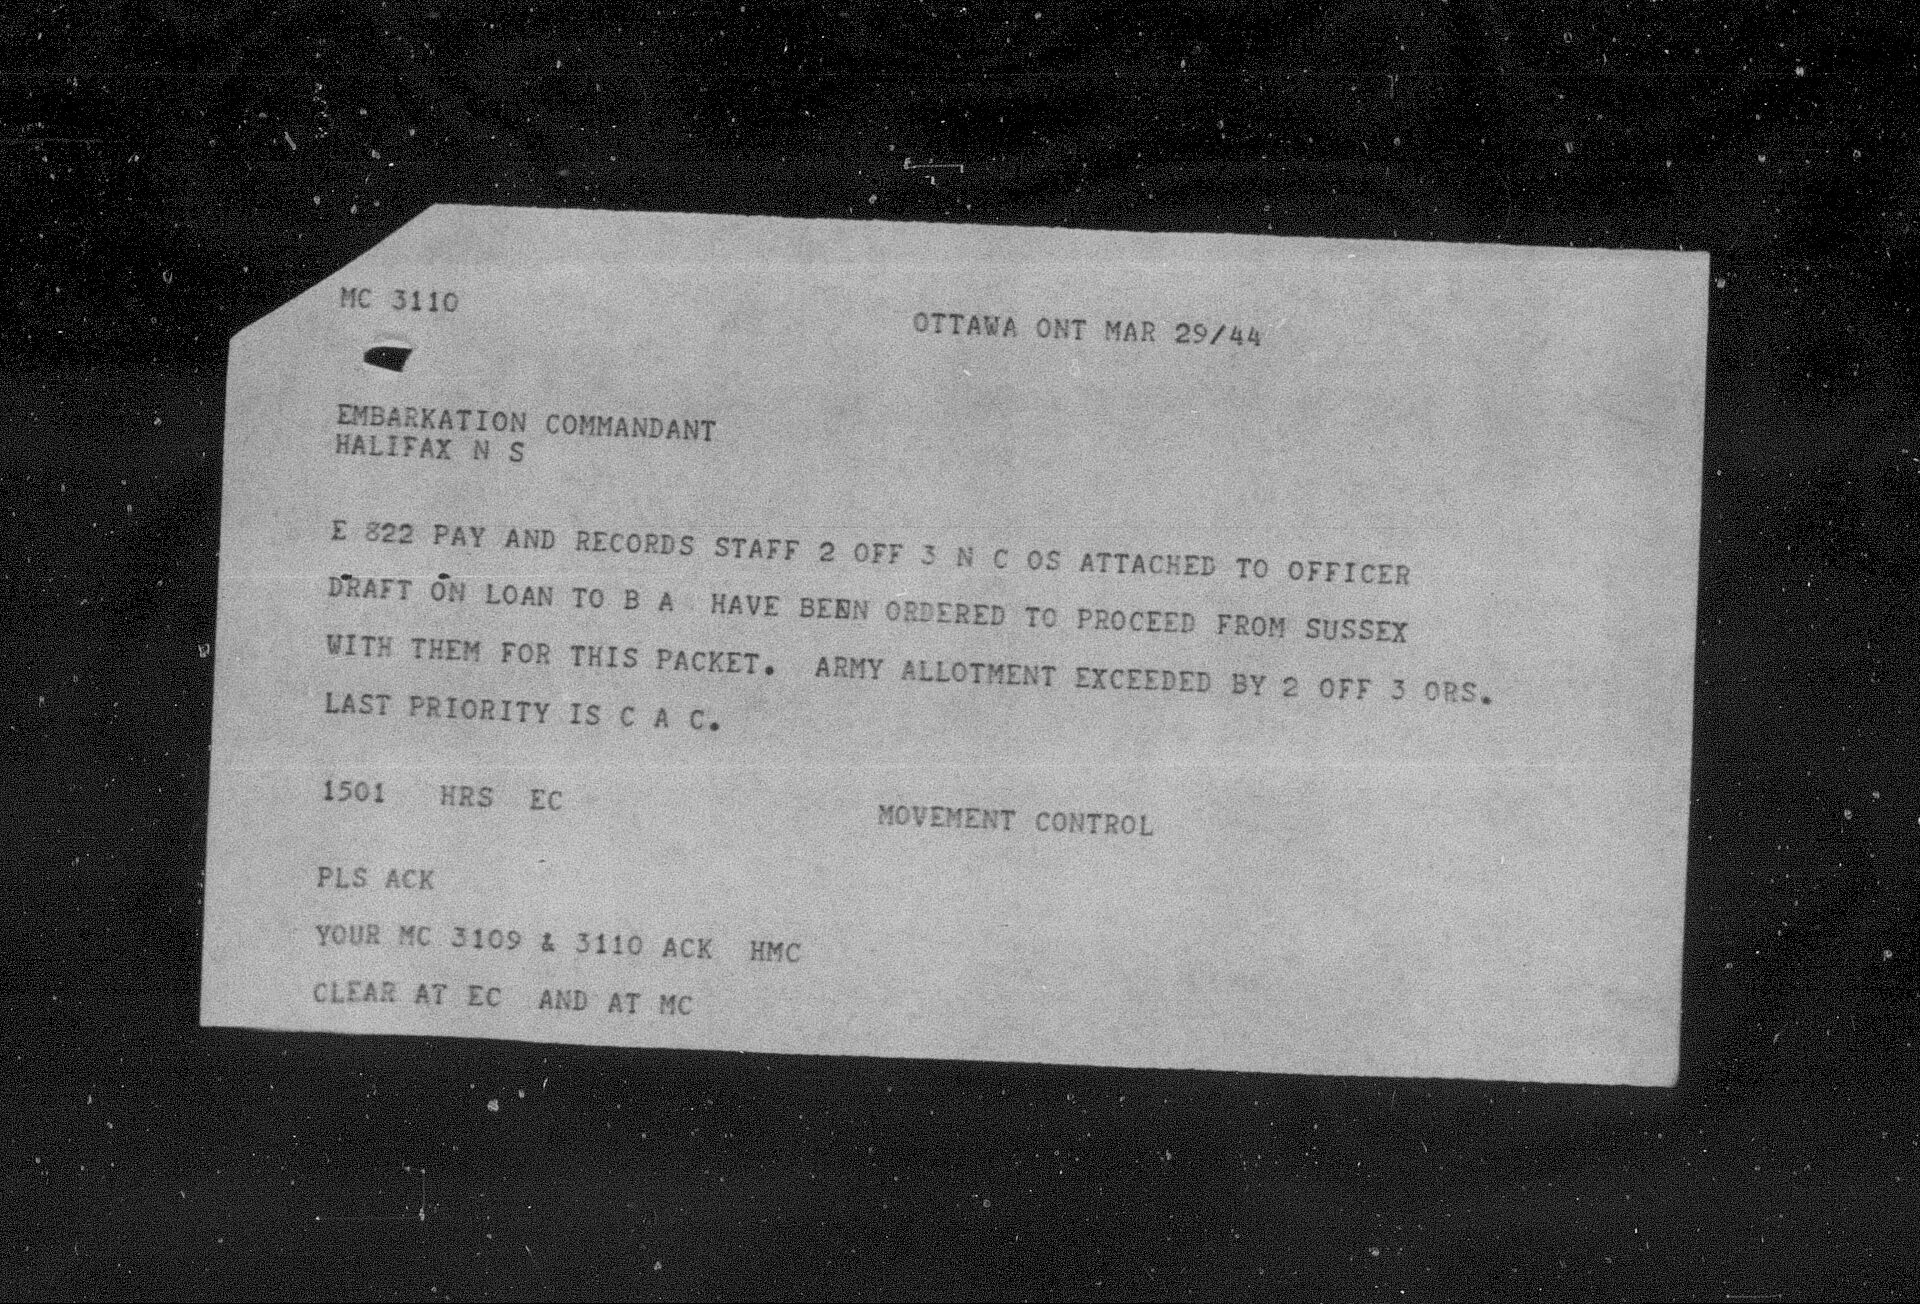 MC 3110
OTTAWA ONT MAR 29/44
EMBARKATION COMMANDANT
HALIFAX N S
E 822 PAY AND RECORDS STAFF 2 OFF 3 N C OS ATTACHED TO OFFICER
DRAFT ON LOAN TO B A HAVE BEEN ORDERED TO PROCEED FROM SUSSEX
WITH THEM FOR THIS PACKET. ARMY ALLOTMENT EXCEEDED BY 2 OFF 3 ORS.
LAST PRIORITY IS C A C.
1501 HRS EC
MOVEMENT CONTROL
PLS ACK
YOUR MC 3109 & 3110 ACK HMC
CLEAR AT EC AND AT MC